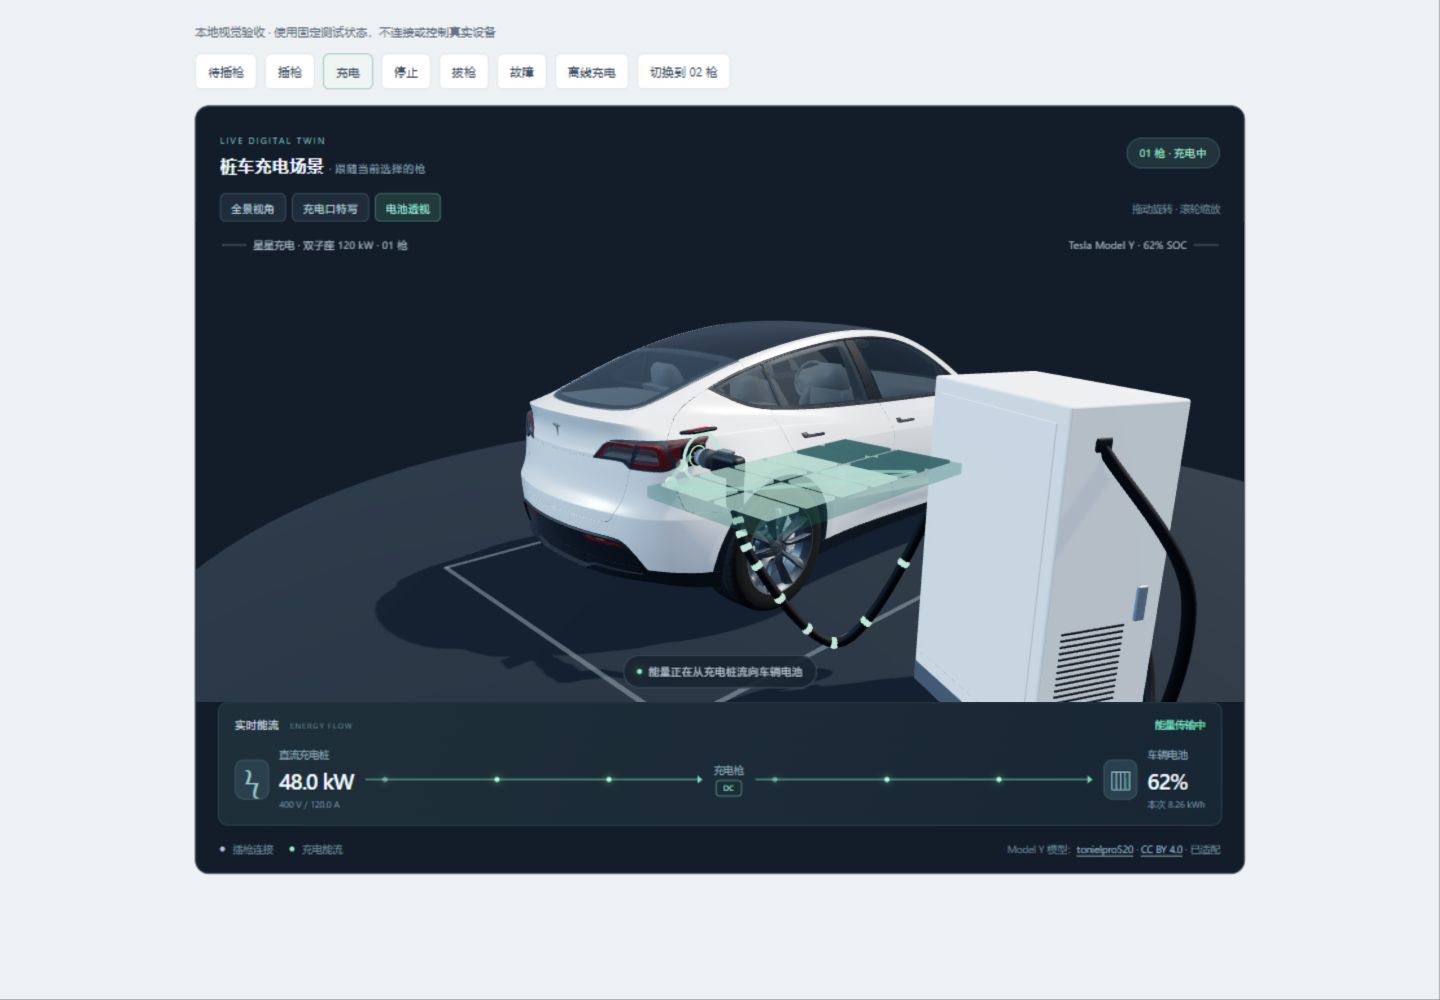 本地视觉验收 · 使用固定测试状态，不连接或控制真实设备
待插枪 插枪 充电 停止 拔枪 故障 离线充电 切换到 02 枪
LIVE DIGITAL TWIN
桩车充电场景 · 跟随当前选择的枪
01 枪 · 充电中
全景视角 充电口特写 电池透视
拖动旋转 · 滚轮缩放
星星充电 · 双子座 120 kW · 01 枪
Tesla Model Y · 62% SOC
能量正在从充电桩流向车辆电池
实时能流 ENERGY FLOW
能量传输中
直流充电桩
48.0 kW
400 V / 120.0 A
充电枪
DC
车辆电池
62%
本次 8.26 kWh
插枪连接 充电能流
Model Y 模型: tonielpro520 · CC BY 4.0 · 已适配